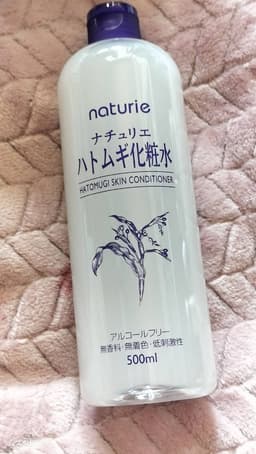 naturie
ナチュリエ
ハトムギ化粧水
HATOMUGI SKIN CONDITIONER
アルコールフリー
無香料・無着色・低刺激性
500ml